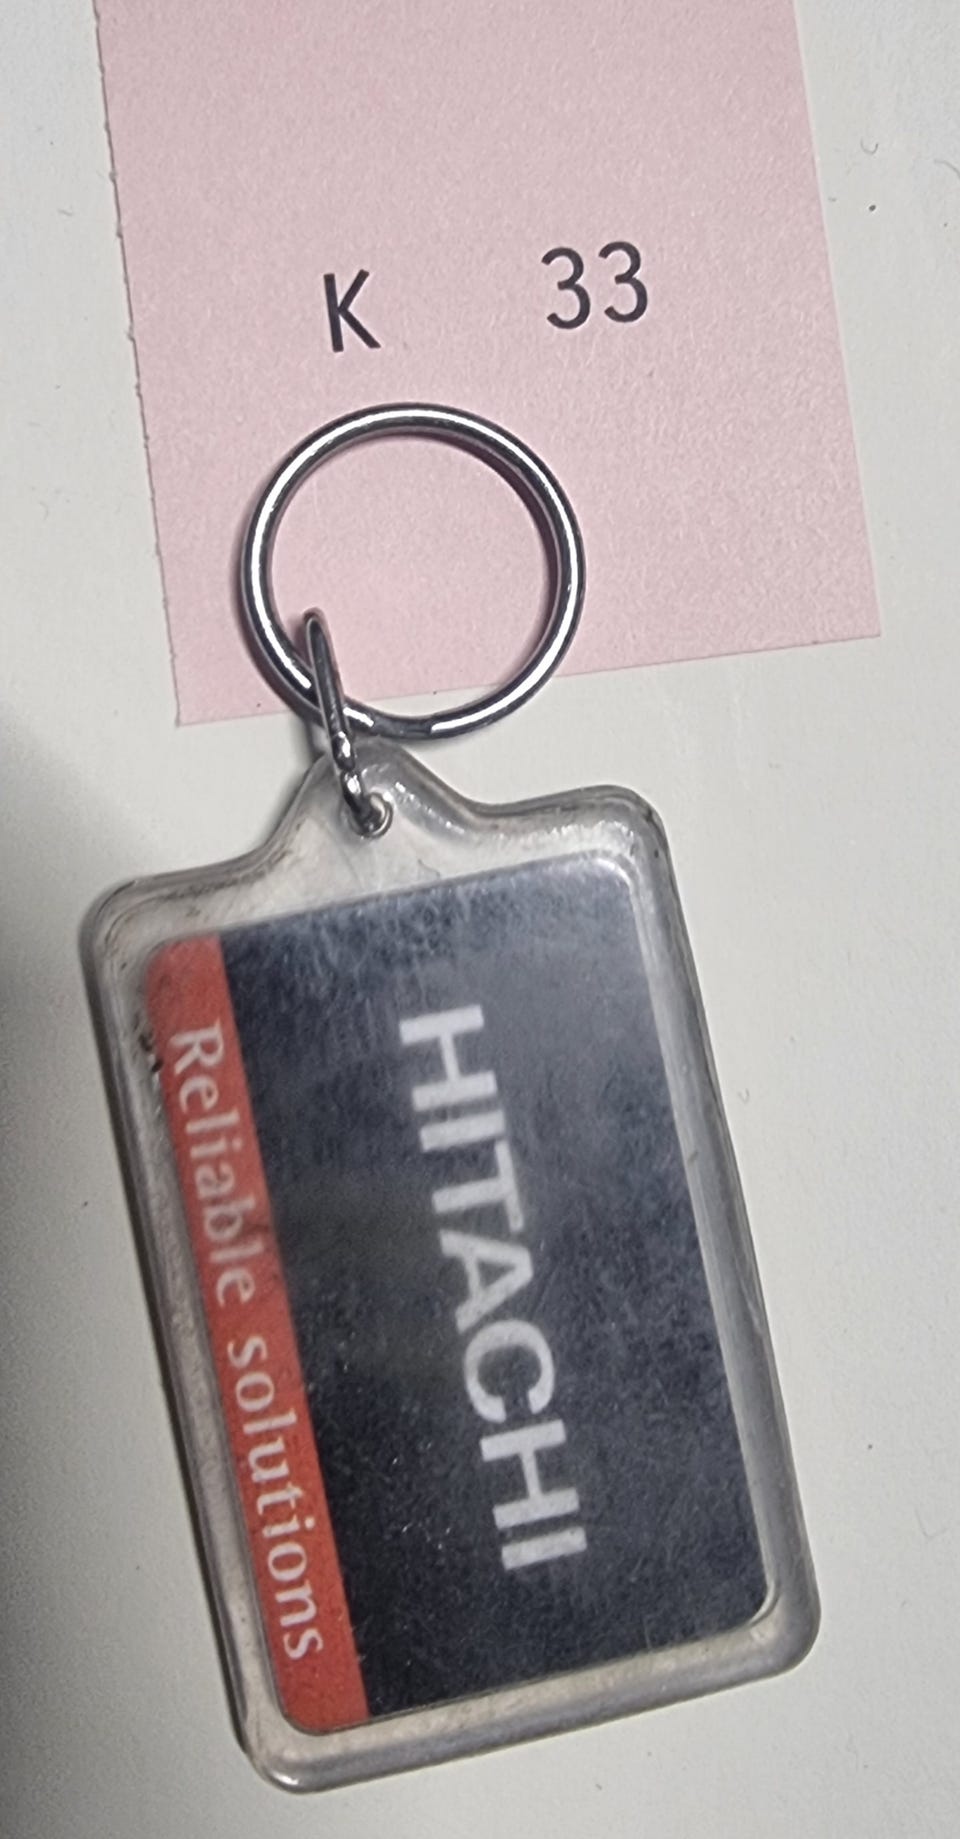 K 33
HITACHI
Reliable solutions